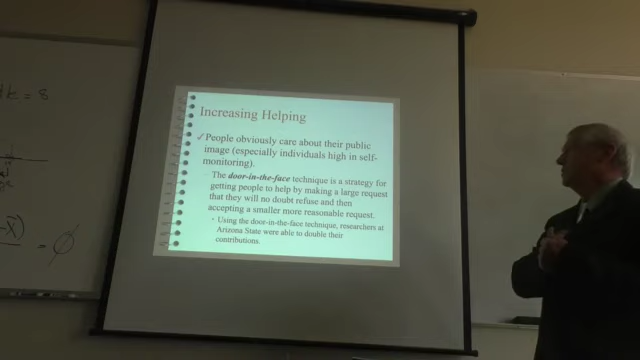 = 8
Increasing Helping
✓People obviously care about their public
image (especially individuals high in self-
monitoring).
The door-in-the-face technique is a strategy for
getting people to help by making a large request
that they will no doubt refuse and then
accepting a smaller more reasonable request.
• Using the door-in-the-face technique, researchers at
Arizona State were able to double their
contributions.
= Ø